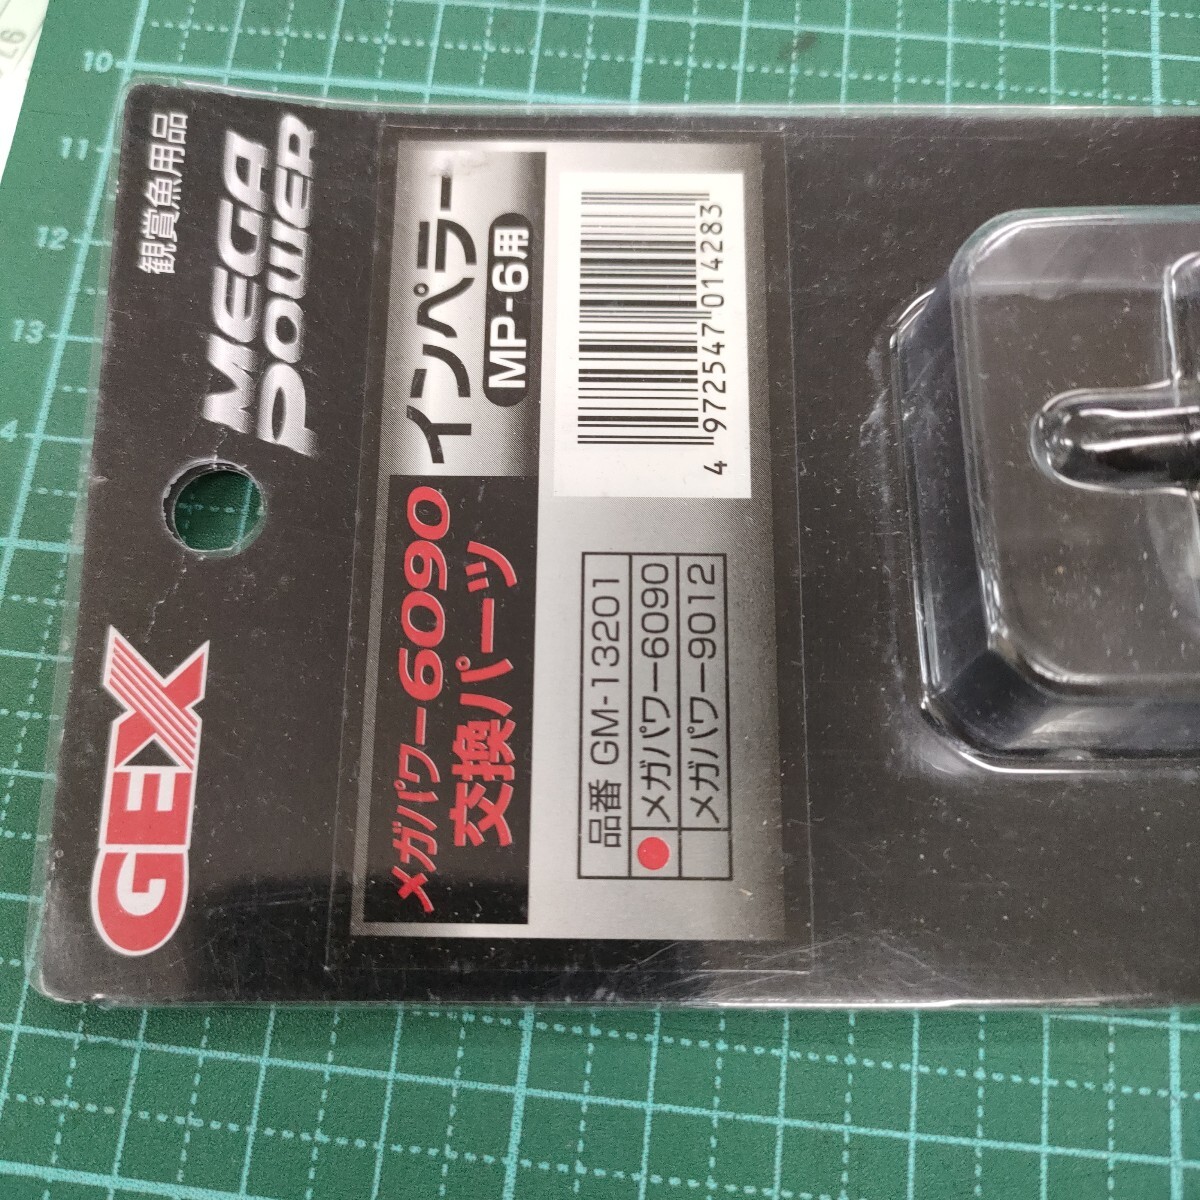 GEX
MEGA
POWER
観賞魚用品
メガパワー6090
交換パーツ
インペラー
MP-6用
品番 GM-13201
メガパワー6090
メガパワー9012
4 972547 014283
10
11
12
13